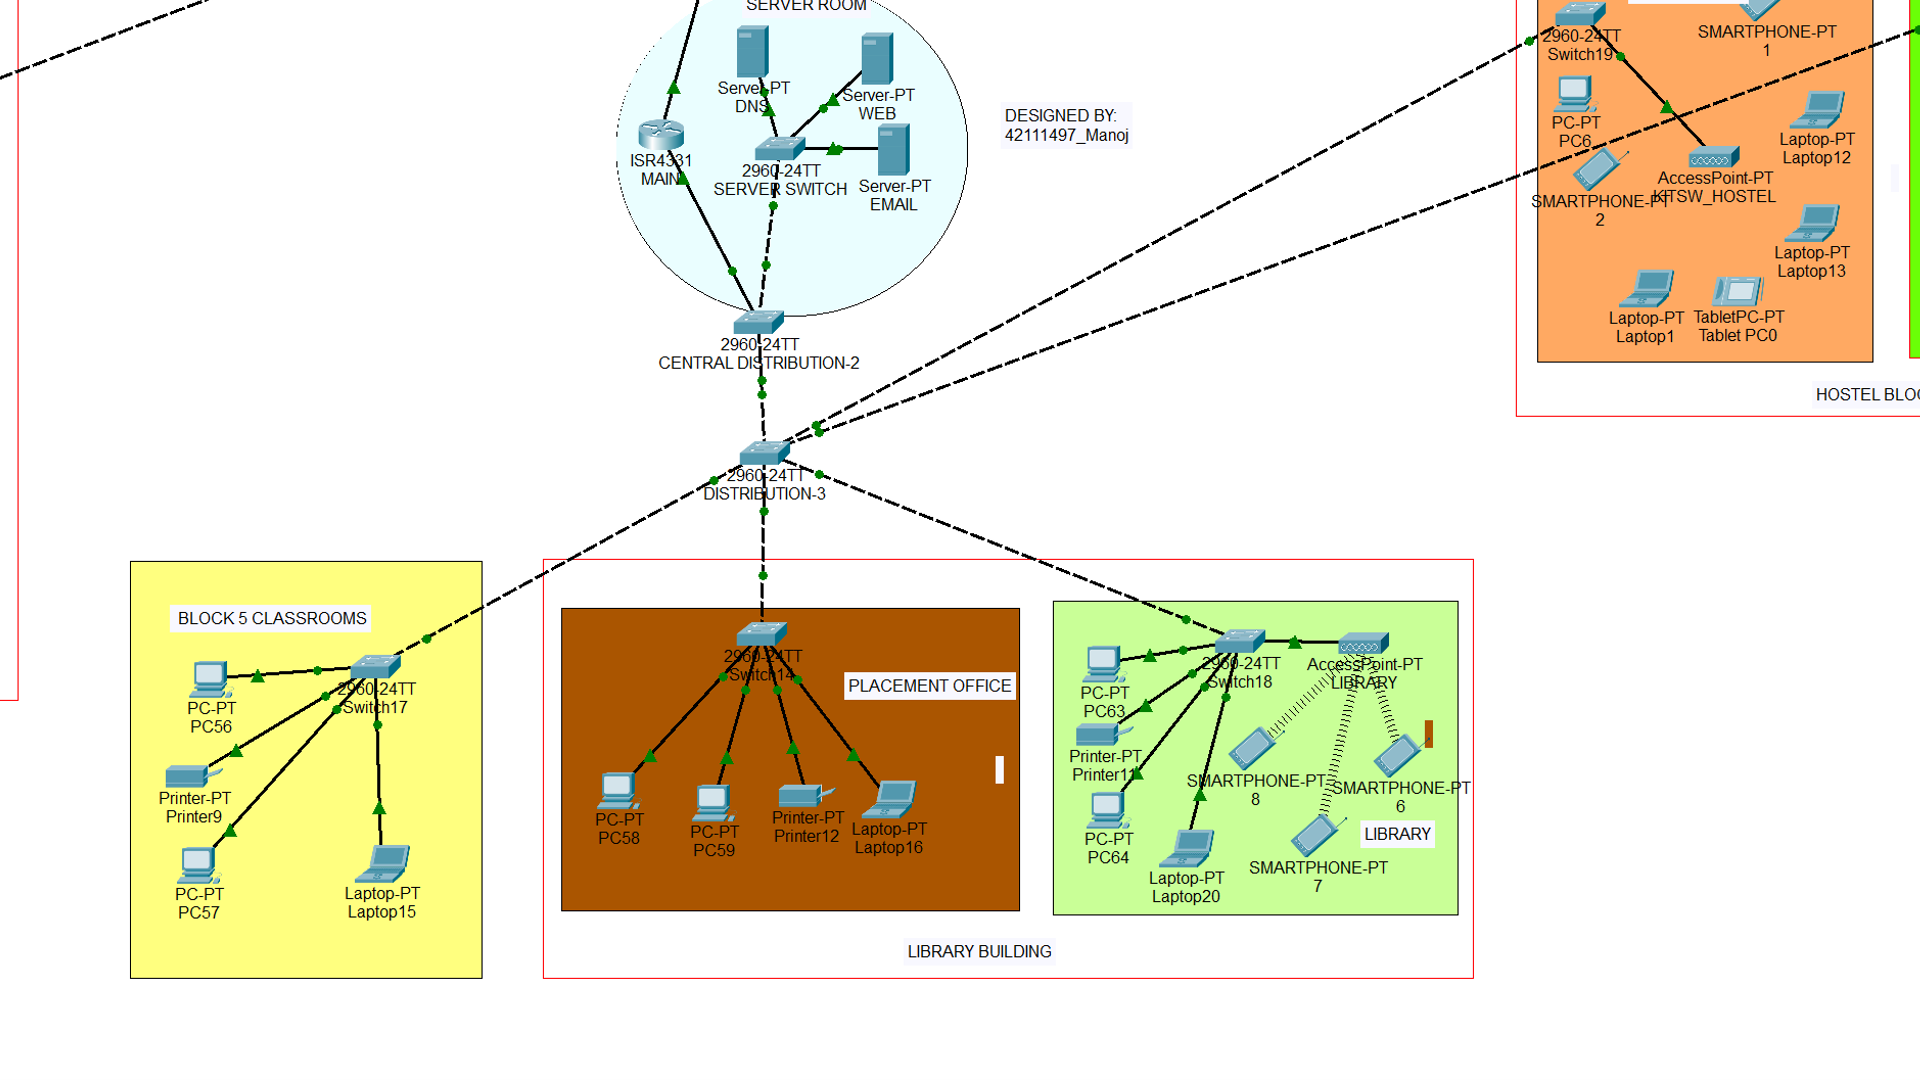 SERVER ROOM
Server-PT
DNS
Server-PT
WEB
ISR4331
MAIN
2960-24TT
SERVER SWITCH
Server-PT
EMAIL
DESIGNED BY:
42111497_Manoj
2960-24TT
CENTRAL DISTRIBUTION-2
2960-24TT
DISTRIBUTION-3
2960-24TT
Switch19
SMARTPHONE-PT
1
PC-PT
PC6
Laptop-PT
Laptop12
AccessPoint-PT
KITSW_HOSTEL
SMARTPHONE-PT
2
Laptop-PT
Laptop13
Laptop-PT
Laptop1
TabletPC-PT
Tablet PC0
HOSTEL BLOC
BLOCK 5 CLASSROOMS
2960-24TT
Switch17
PC-PT
PC56
Printer-PT
Printer9
PC-PT
PC57
Laptop-PT
Laptop15
2960-24TT
Switch14
PLACEMENT OFFICE
PC-PT
PC58
PC-PT
PC59
Printer-PT
Printer12
Laptop-PT
Laptop16
2960-24TT
Switch18
AccessPoint-PT
LIBRARY
PC-PT
PC63
Printer-PT
Printer11
PC-PT
PC64
Laptop-PT
Laptop20
SMARTPHONE-PT
8
SMARTPHONE-PT
6
SMARTPHONE-PT
7
LIBRARY
LIBRARY BUILDING